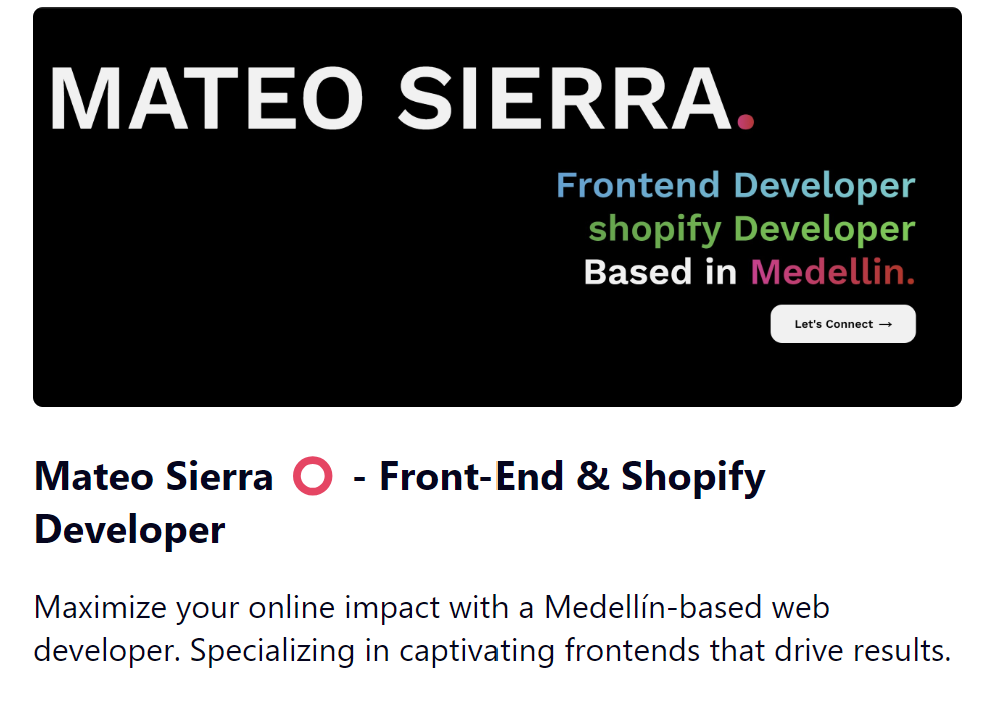 MATEO SIERRA.
Frontend Developer
shopify Developer
Based in Medellin.
Let's Connect →
Mateo Sierra ⭕ - Front-End & Shopify
Developer
Maximize your online impact with a Medellín-based web
developer. Specializing in captivating frontends that drive results.